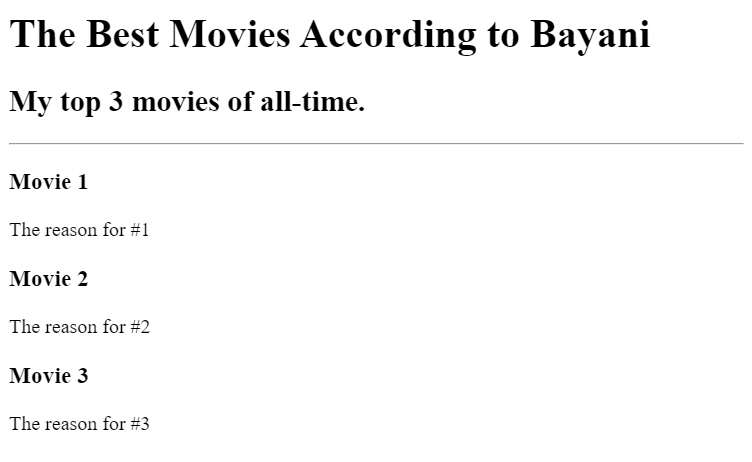 The Best Movies According to Bayani
My top 3 movies of all-time.
Movie 1
The reason for #1
Movie 2
The reason for #2
Movie 3
The reason for #3